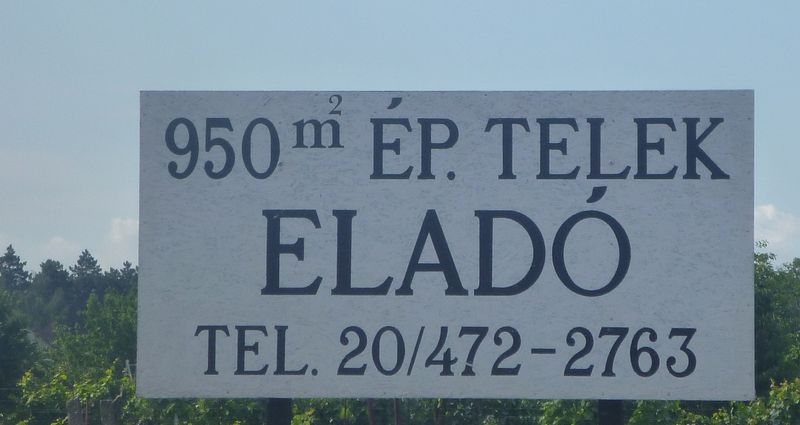 950 m² ÉP. TELEK
ELADÓ
TEL. 20/472-2763